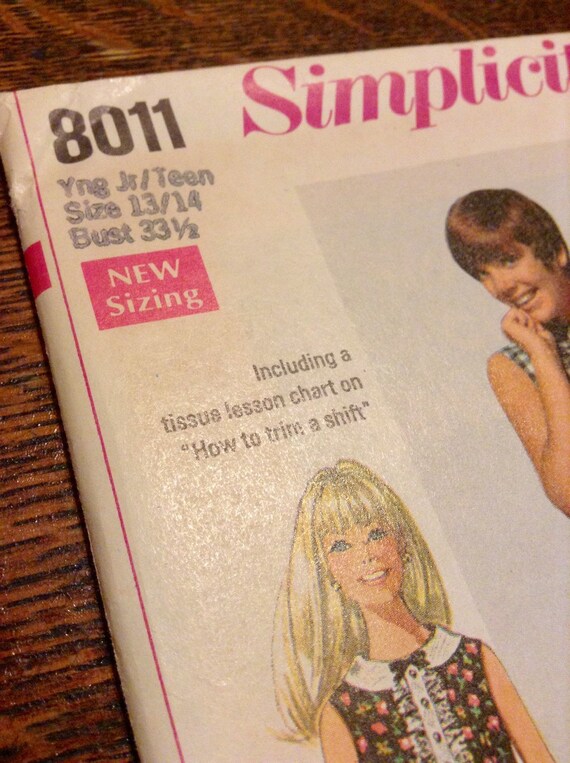 8011
Simplicit
Yng Jr/Teen
Size 13/14
Bust 33½
NEW
Sizing
Including a
tissue lesson chart on
"How to trim a shift"